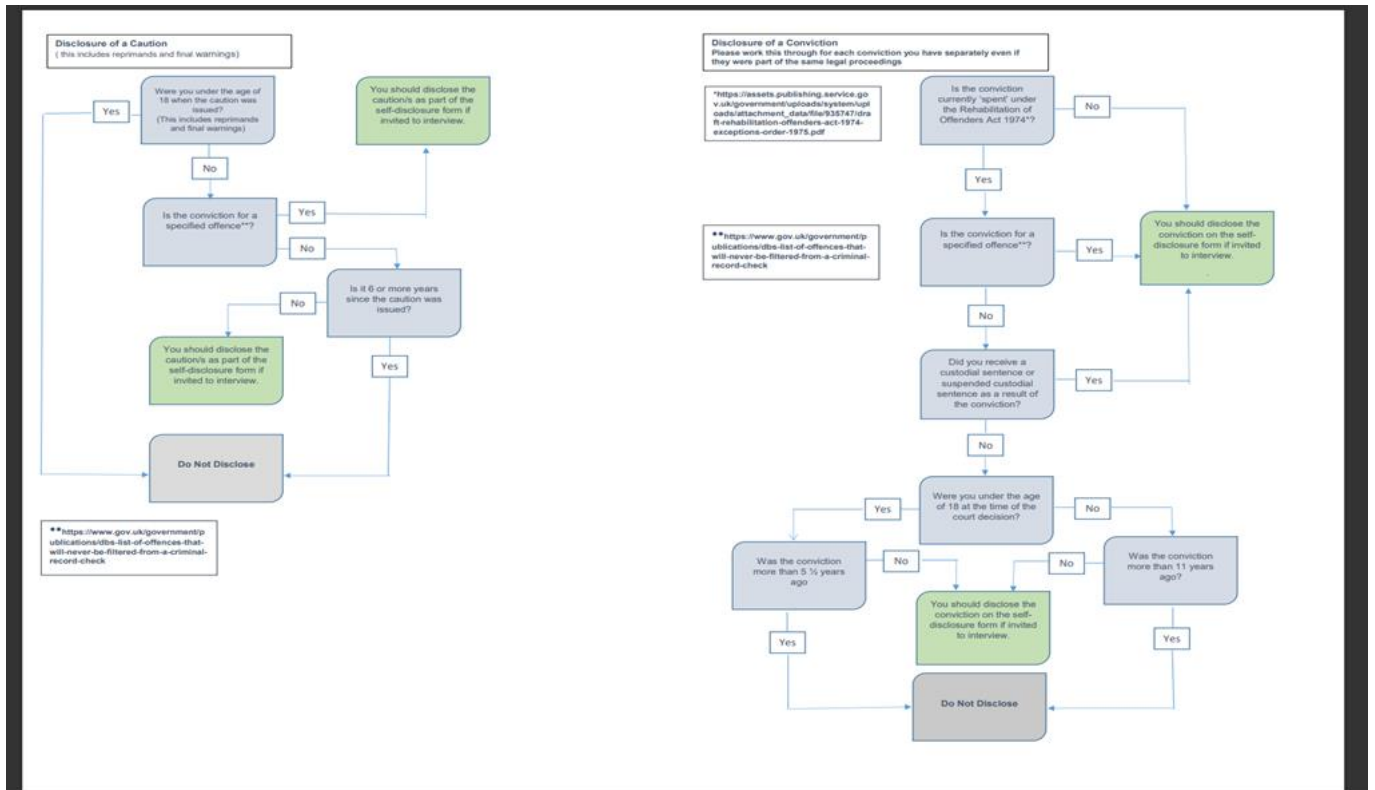 Disclosure of a Caution
( this includes reprimands and final warnings)
Were you under the age of
18 when the caution was
issued?
(This includes reprimands
and final warnings)
Yes
No
You should disclose the
caution/s as part of the
self-disclosure form if
invited to interview.
Is the conviction for a
specified offence**?
Yes
No
Is it 6 or more years
since the caution was
issued?
No
Yes
You should disclose the
caution/s as part of the
self-disclosure form if
invited to interview.
Do Not Disclose
**https://www.gov.uk/government/p
ublications/dbs-list-of-offences-that-
will-never-be-filtered-from-a-criminal-
record-check
Disclosure of a Conviction
Please work this through for each conviction you have separately even if
they were part of the same legal proceedings
*https://assets.publishing.service.go
v.uk/government/uploads/system/upl
oads/attachment_data/file/935747/dra
ft-rehabilitation-offenders-act-1974-
exceptions-order-1975.pdf
Is the conviction
currently 'spent' under
the Rehabilitation of
Offenders Act 1974*?
No
Yes
**https://www.gov.uk/government/p
ublications/dbs-list-of-offences-that-
will-never-be-filtered-from-a-criminal-
record-check
Is the conviction for a
specified offence**?
Yes
You should disclose the
conviction on the self-
disclosure form if invited
to interview.
.
No
Did you receive a
custodial sentence or
suspended custodial
sentence as a result of
the conviction?
Yes
No
Were you under the age
of 18 at the time of the
court decision?
Yes
No
Was the conviction
more than 5 ½ years
ago
No
No
Was the conviction
more than 11 years
ago?
You should disclose the
conviction on the self-
disclosure form if invited
to interview.
Yes
Yes
Do Not Disclose